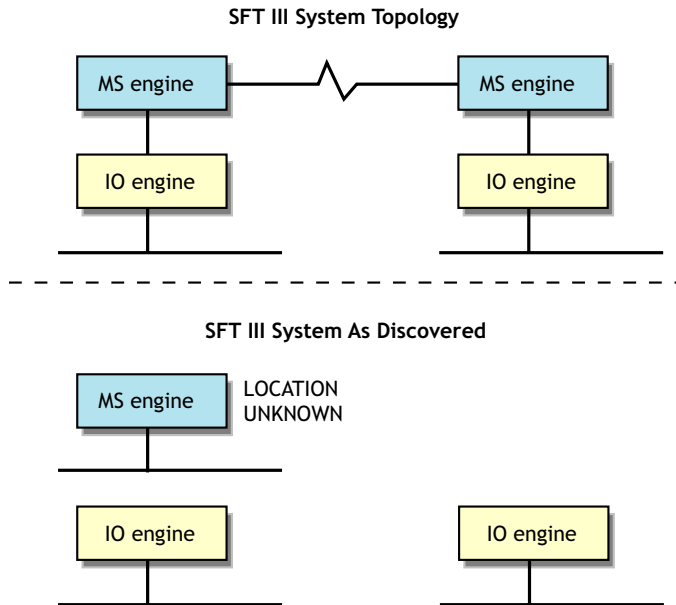 SFT III System Topology
MS engine
MS engine
IO engine
IO engine
SFT III System As Discovered
MS engine
LOCATION
UNKNOWN
IO engine
IO engine